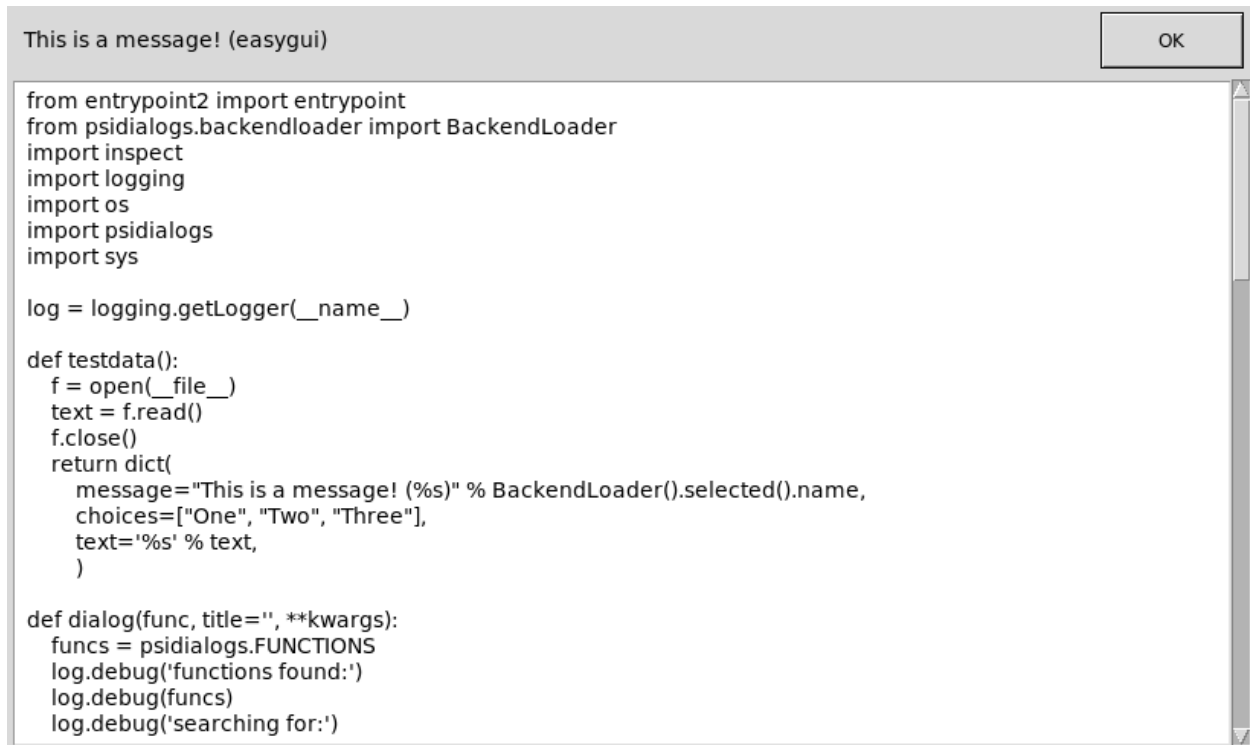 This is a message! (easygui)
OK
from entrypoint2 import entrypoint
from psidialogs.backendloader import BackendLoader
import inspect
import logging
import os
import psidialogs
import sys

log = logging.getLogger(__name__)

def testdata():
    f = open(__file__)
    text = f.read()
    f.close()
    return dict(
        message="This is a message! (%s)" % BackendLoader().selected().name,
        choices=["One", "Two", "Three"],
        text='%s' % text,
        )

def dialog(func, title='', **kwargs):
    funcs = psidialogs.FUNCTIONS
    log.debug('functions found:')
    log.debug(funcs)
    log.debug('searching for:')